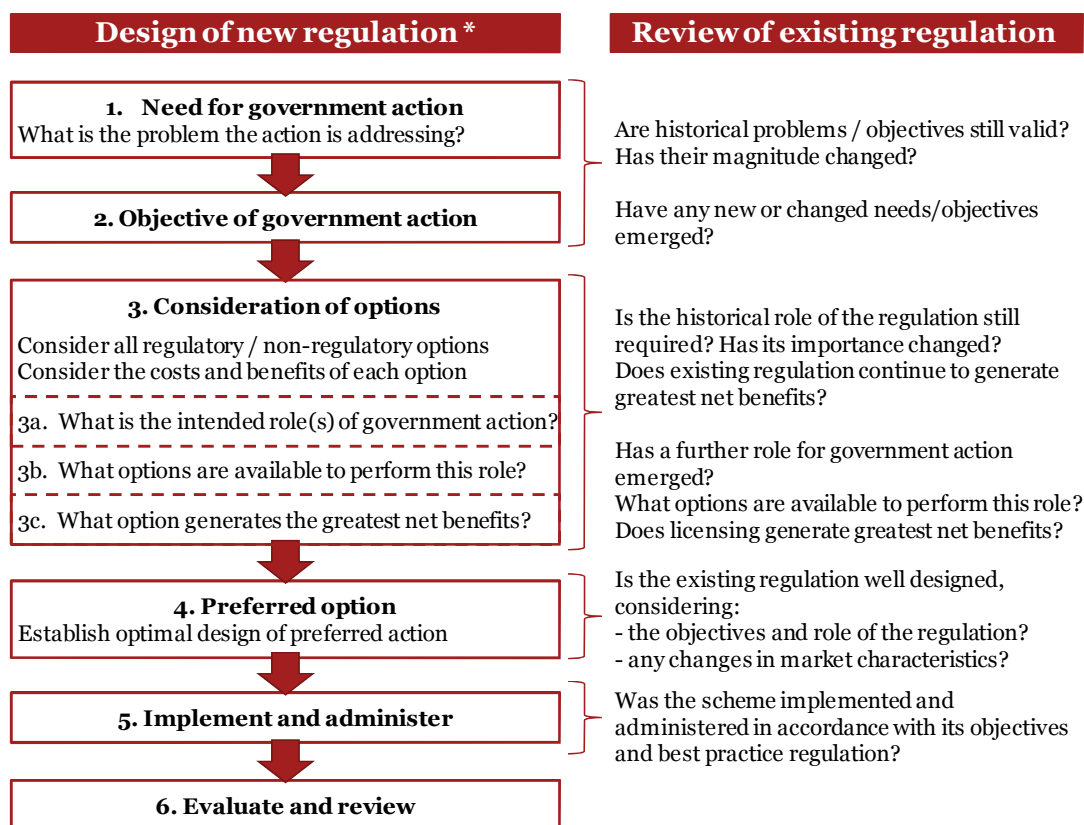 Design of new regulation *
Review of existing regulation
1. Need for government action
What is the problem the action is addressing?
2. Objective of government action
Are historical problems / objectives still valid?
Has their magnitude changed?
Have any new or changed needs/objectives
emerged?
3. Consideration of options
Consider all regulatory / non-regulatory options
Consider the costs and benefits of each option
3a. What is the intended role(s) of government action?
3b. What options are available to perform this role?
3c. What option generates the greatest net benefits?
Is the historical role of the regulation still
required? Has its importance changed?
Does existing regulation continue to generate
greatest net benefits?
Has a further role for government action
emerged?
What options are available to perform this role?
Does licensing generate greatest net benefits?
4. Preferred option
Establish optimal design of preferred action
Is the existing regulation well designed,
considering:
- the objectives and role of the regulation?
- any changes in market characteristics?
5. Implement and administer
Was the scheme implemented and
administered in accordance with its objectives
and best practice regulation?
6. Evaluate and review